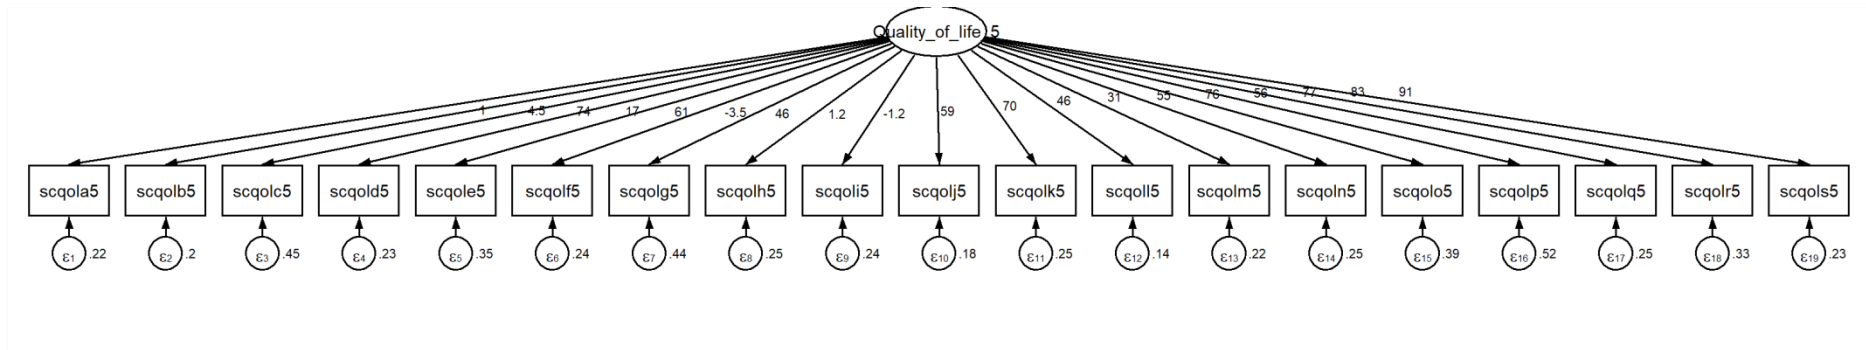 Quality_of_life .5
1 4.5 74 17 61 -3.5 46 1.2 -1.2 59 70 46 31 55 76 56 77 83 91
scqola5 scqolb5 scqolc5 scqold5 scqole5 scqolf5 scqolg5 scqolh5 scqoli5 scqolj5 scqolk5 scqoll5 scqolm5 scqoln5 scqolo5 scqolp5 scqolq5 scqolr5 scqols5
ε1 .22 ε2 .2 ε3 .45 ε4 .23 ε5 .35 ε6 .24 ε7 .44 ε8 .25 ε9 .24 ε10 .18 ε11 .25 ε12 .14 ε13 .22 ε14 .25 ε15 .39 ε16 .52 ε17 .25 ε18 .33 ε19 .23